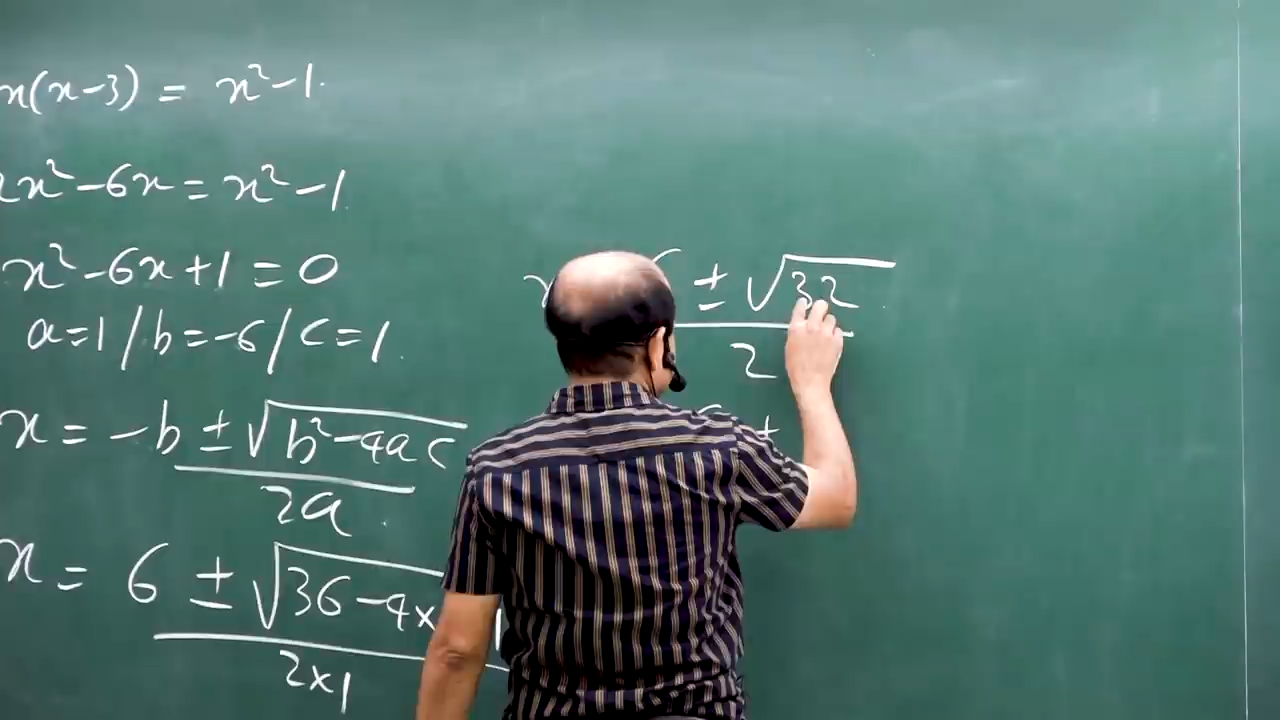 x(x-3) = x²-1
2x²-6x = x²-1
x²-6x+1=0
a=1/b=-6/c=1
x = -b ±√b²-4ac
2a
x = 6 ± √36-4x
2x1
± √32
2
±